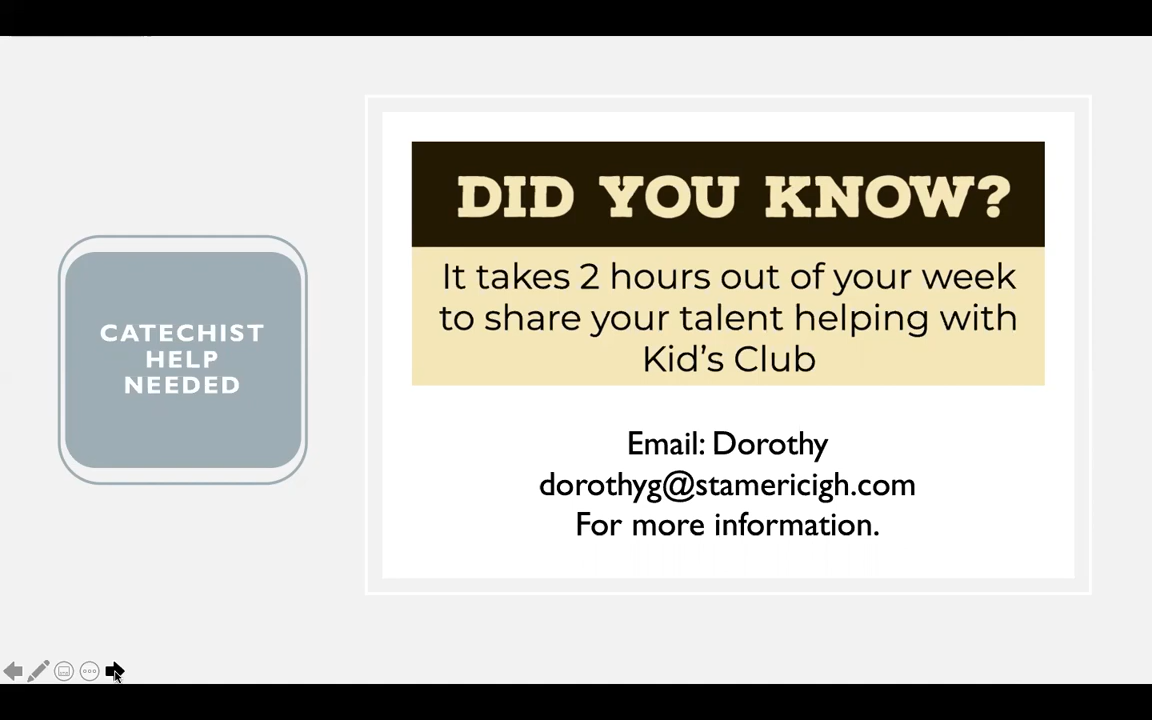 CATECHIST
HELP
NEEDED
DID YOU KNOW?
It takes 2 hours out of your week
to share your talent helping with
Kid's Club
Email: Dorothy
dorothyg@stamericigh.com
For more information.